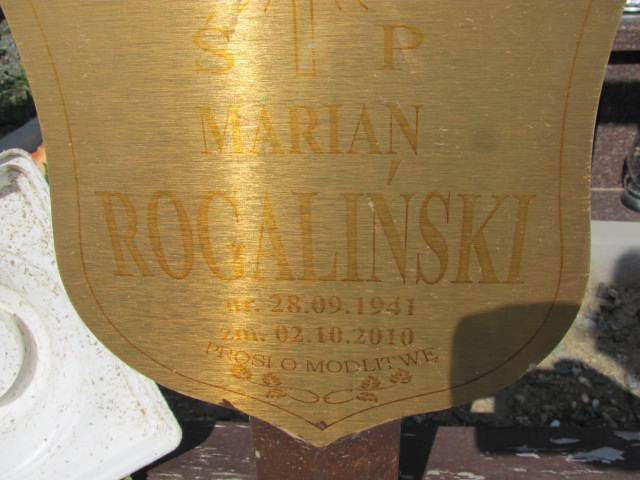 Ś P
MARIAN
ROGALIŃSKI
ur. 28.09.1941
zm. 02.10.2010
PROSI O MODLITWĘ